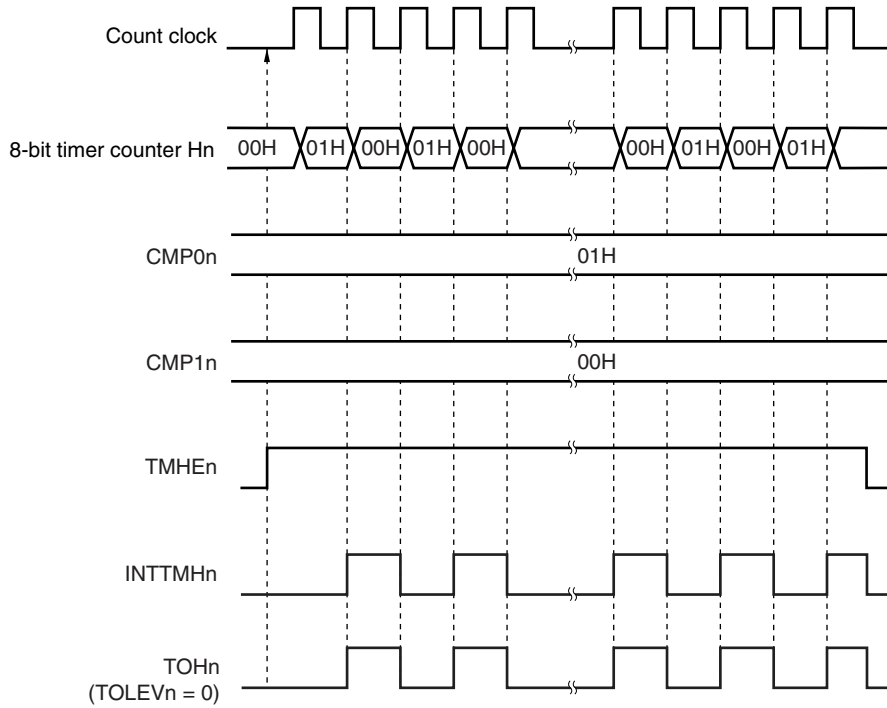 Count clock
8-bit timer counter Hn 00H 01H 00H 01H 00H 00H 01H 00H 01H
CMP0n 01H
CMP1n 00H
TMHEn
INTTMHn
TOHn
(TOLEVn = 0)